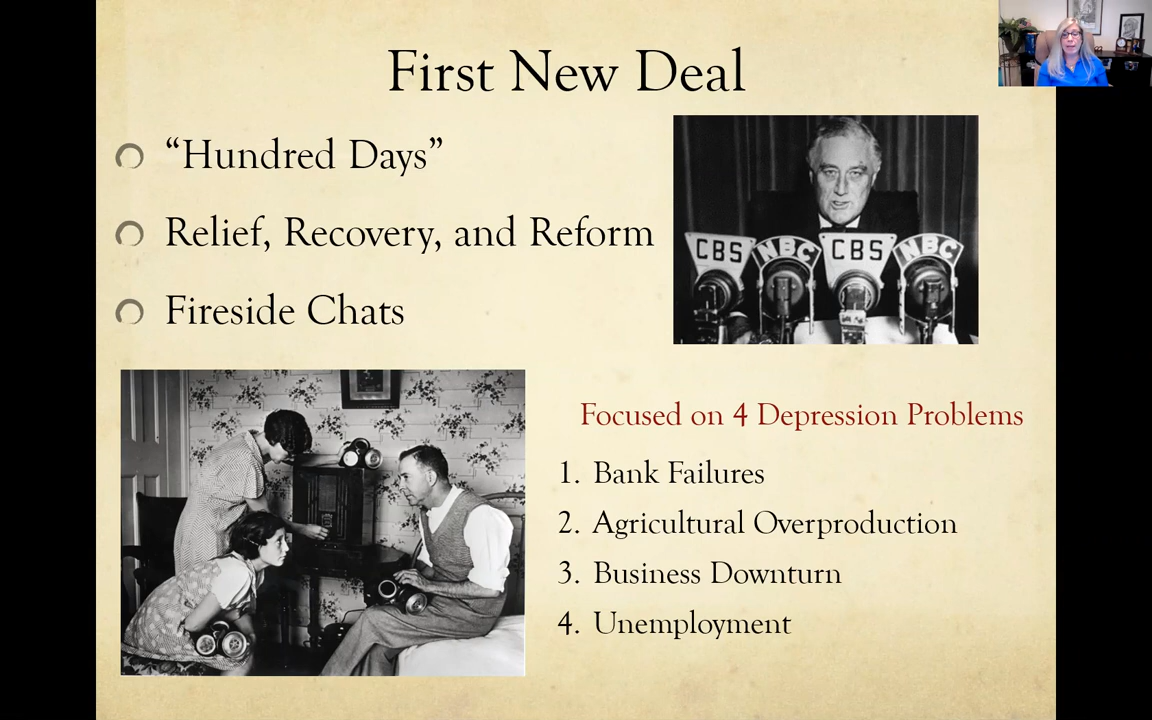 First New Deal
“Hundred Days”
Relief, Recovery, and Reform
Fireside Chats
CBS NBC CBS NBC
Focused on 4 Depression Problems
1. Bank Failures
2. Agricultural Overproduction
3. Business Downturn
4. Unemployment